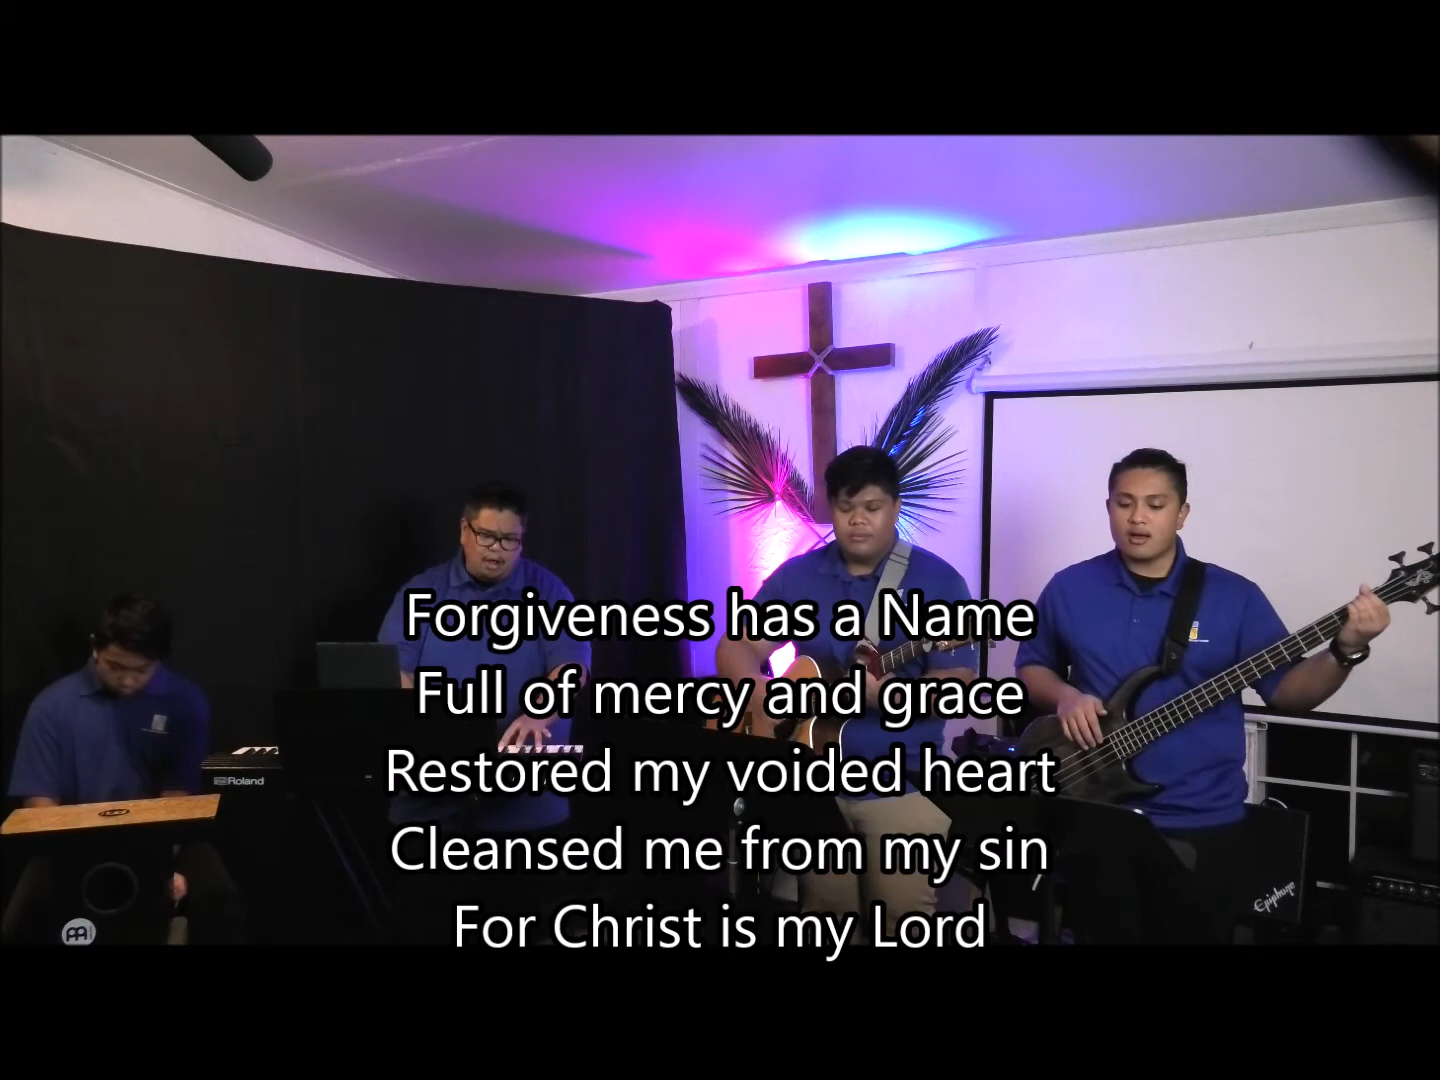 Forgiveness has a Name
Full of mercy and grace
Restored my voided heart
Cleansed me from my sin
For Christ is my Lord
Roland
Epiphone